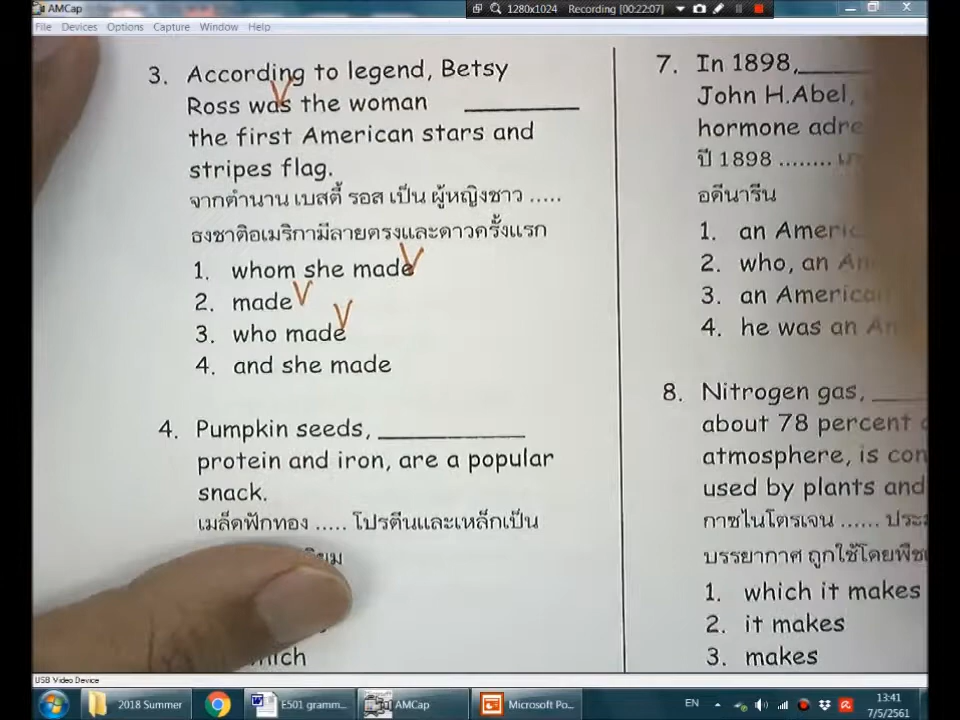 AMCap
1280x1024 Recording [00:22:07]
File Devices Options Capture Window Help
3. According to legend, Betsy
Ross was the woman __________
the first American stars and
stripes flag.
จากตำนาน เบสตี้ รอส เป็น ผู้หญิงชาว .....
ธงชาติอเมริกามีลายตรงและดาวครั้งแรก
1. whom she made
2. made
3. who made
4. and she made
V
V
V
V
4. Pumpkin seeds, _____________
protein and iron, are a popular
snack.
เมล็ดฟักทอง ..... โปรตีนและเหล็กเป็น
7. In 1898,_______
John H.Abel,
hormone adre
ปี 1898 ........
อดีนารีน
1. an Americ
2. who, an Am
3. an American
4. he was an Am
8. Nitrogen gas, _____
about 78 percent
atmosphere, is con
used by plants and
กาซไนโตรเจน ...... ประ
บรรยากาศ ถูกใช้โดยพืช
1. which it makes
2. it makes
3. makes
USB Video Device
2018 Summer
E501 gramm...
AMCap
Microsoft Po...
EN
13:41
7/5/2561